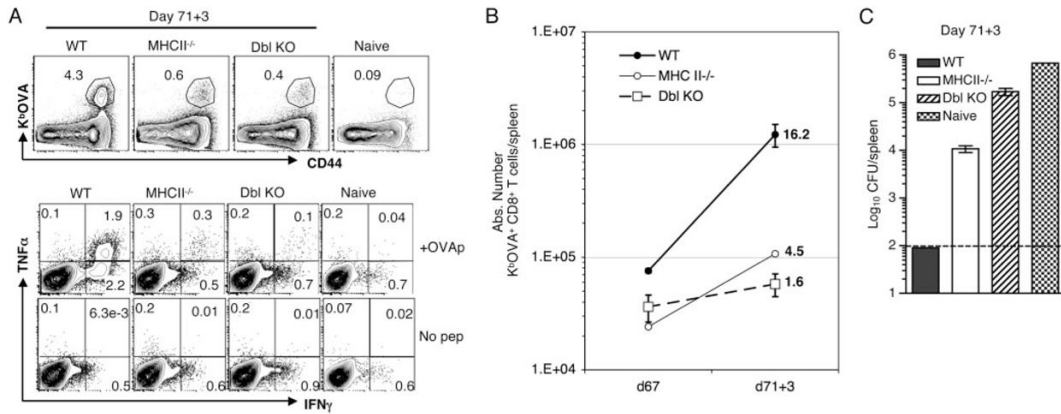 A
Day 71+3
WT MHCII-/- Dbl KO Naive
4.3 0.6 0.4 0.09
KbOVA
CD44
WT MHCII-/- Dbl KO Naive
0.1 1.9 0.3 0.3 0.2 0.1 0.2 0.04
+OVAp
2.2 0.5 0.7 0.7
TNFα
0.1 6.3e-3 0.2 0.01 0.2 0.01 0.07 0.02
No pep
0.5 0.6 0.9 0.6
IFNγ
B
1.E+07
1.E+06
1.E+05
1.E+04
Abs. Number
KbOVA+ CD8+ T cells/spleen
WT
MHC II-/-
Dbl KO
16.2
4.5
1.6
d67 d71+3
C
Day 71+3
WT
MHCII-/-
Dbl KO
Naive
Log10 CFU/spleen
6
5
4
3
2
1